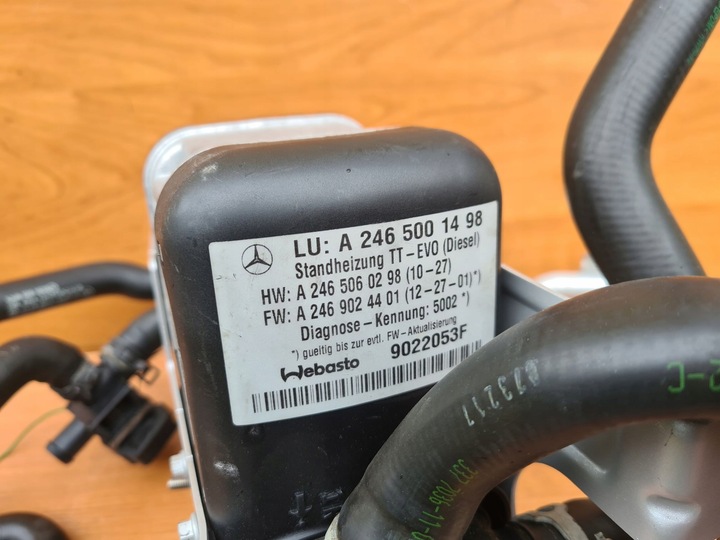 LU: A 246 500 14 98
Standheizung TT-EVO (Diesel)
HW: A 246 506 02 98 (10-27)
FW: A 246 902 44 01 (12-27-01)*)
Diagnose-Kennung: 5002 *)
*) gueltig bis zur evtl. FW-Aktualisierung
Webasto 9022053F